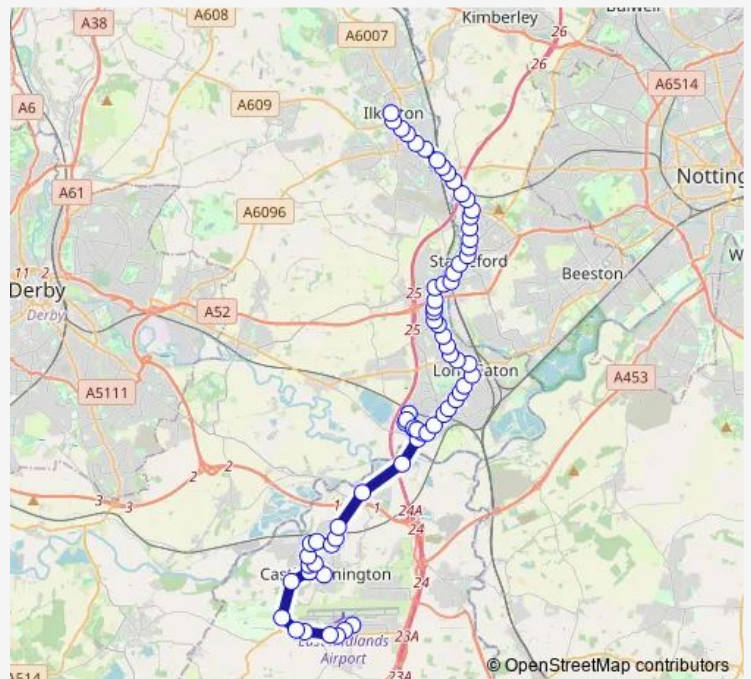 A38
A608
Kimberley
Bulwell
A6007
26
26
A6514
A6
A609
Ilkeston
A61
Notting
A6096
11 2
Stapleford
W
Beeston
Derby
Derby
25
A52
25
Long Eaton
A5111
A453
2
2
3
3
1
1
24A
24
Castle Donington
24
East Midlands
Airport
23A
A514
23A
© OpenStreetMap contributors